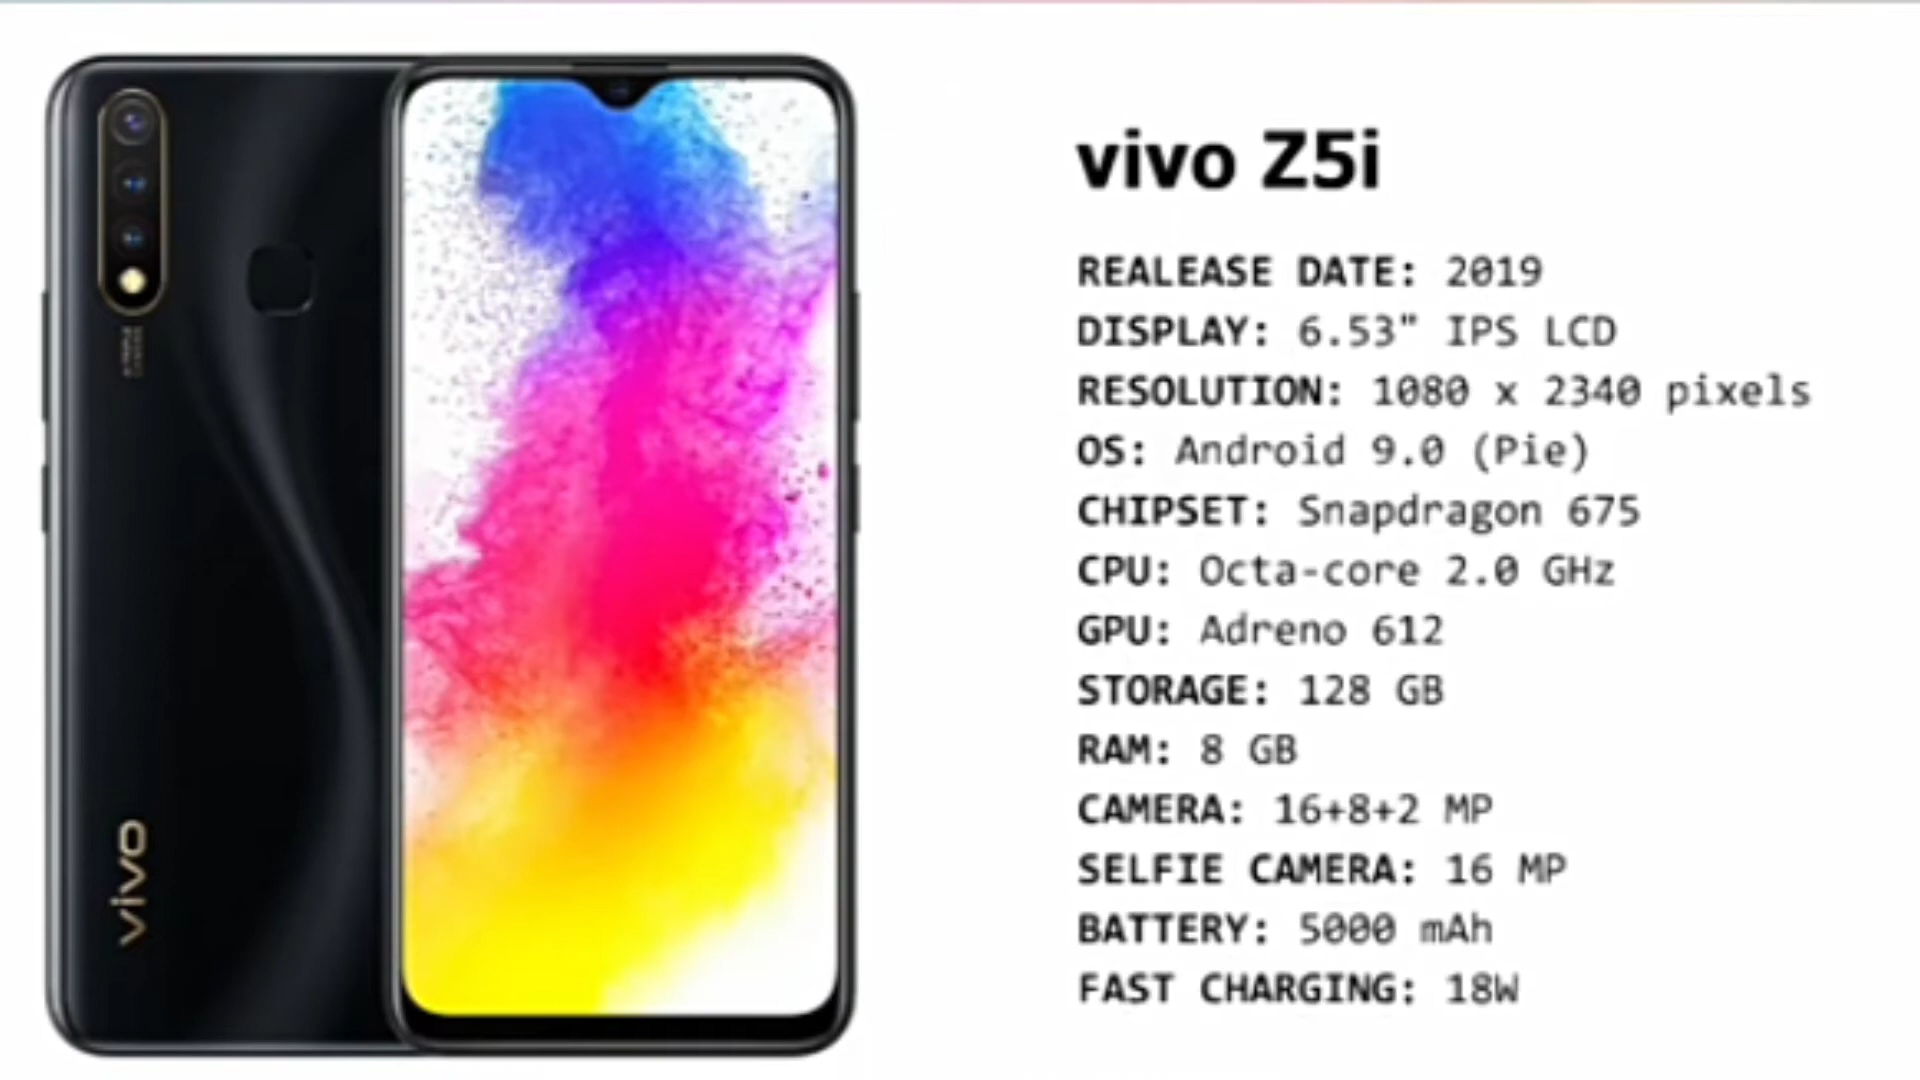 vivo
vivo Z5i
REALEASE DATE: 2019
DISPLAY: 6.53" IPS LCD
RESOLUTION: 1080 x 2340 pixels
OS: Android 9.0 (Pie)
CHIPSET: Snapdragon 675
CPU: Octa-core 2.0 GHz
GPU: Adreno 612
STORAGE: 128 GB
RAM: 8 GB
CAMERA: 16+8+2 MP
SELFIE CAMERA: 16 MP
BATTERY: 5000 mAh
FAST CHARGING: 18W